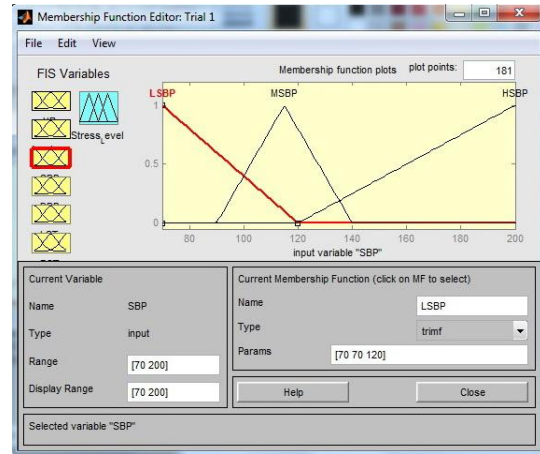 Membership Function Editor: Trial 1
File Edit View
FIS Variables
Stress_Level
Membership function plots
plot points:
181
LSBP MSBP HSBP
1
0.5
0
80 100 120 140 160 180 200
input variable "SBP"
Current Variable
Name SBP
Type input
Range [70 200]
Display Range [70 200]
Current Membership Function (click on MF to select)
Name LSBP
Type trimf
Params [70 70 120]
Help Close
Selected variable "SBP"